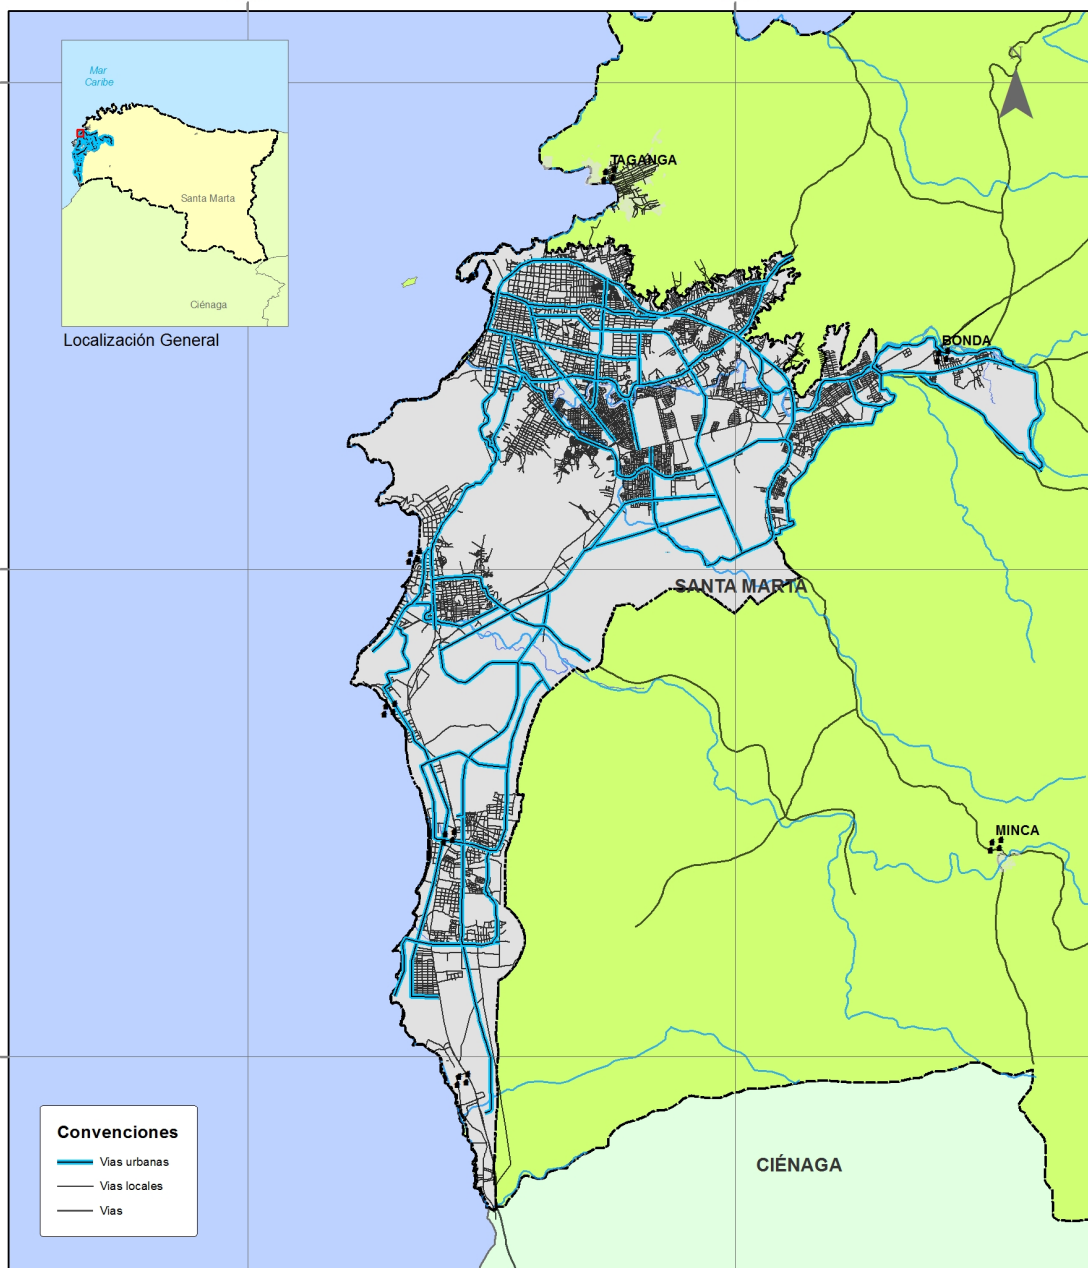 Mar
Caribe
Santa Marta
Ciénaga
Localización General
N
TAGANGA
BONDA
SANTA MARTA
MINCA
CIÉNAGA
Convenciones
Vias urbanas
Vias locales
Vias